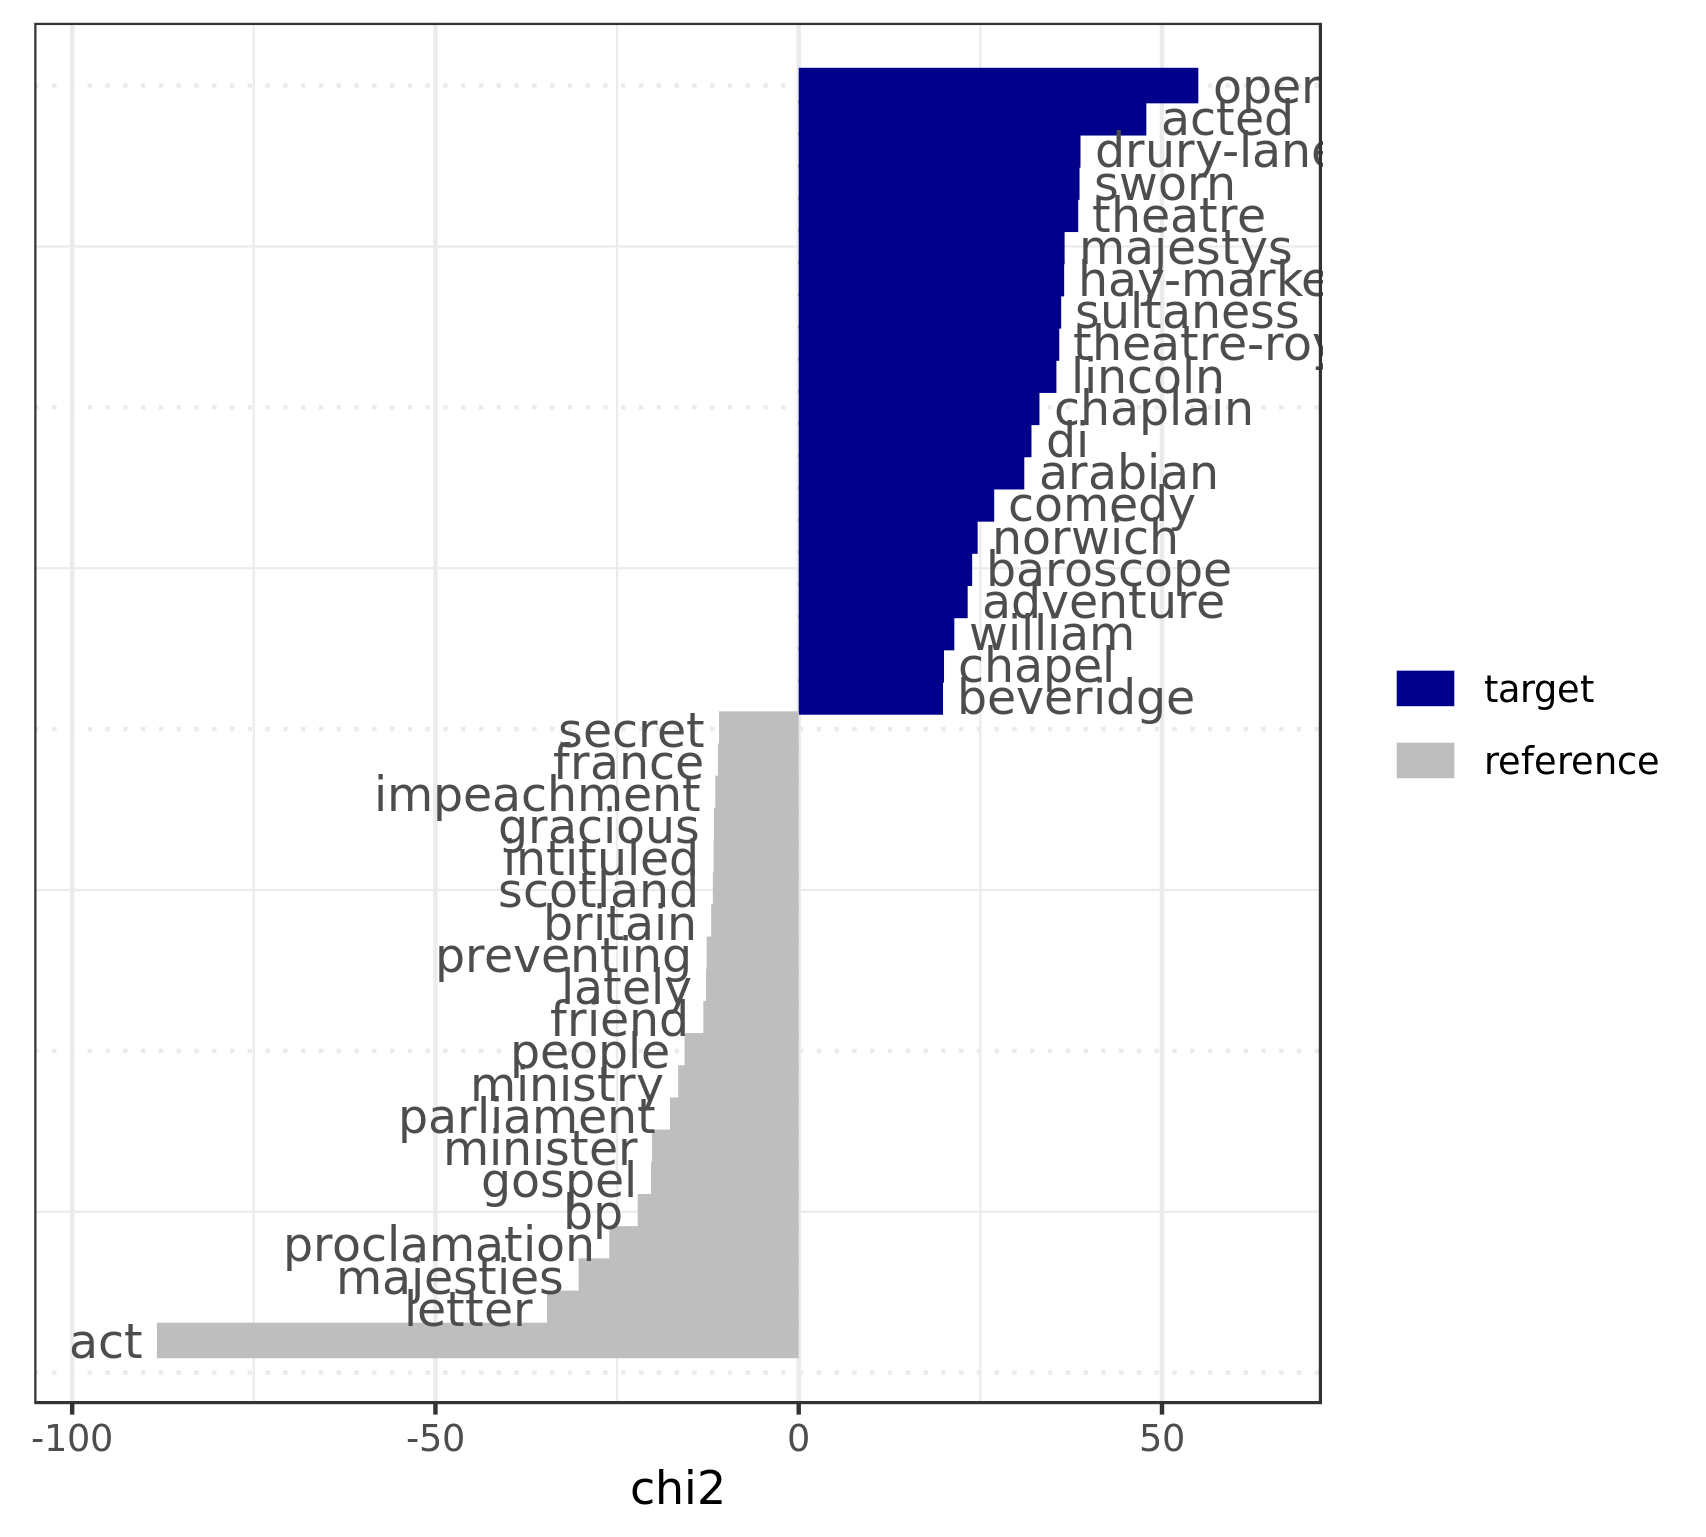 oper
acted
drury-lane
sworn
theatre
majestys
hay-marke
sultaness
theatre-roy
lincoln
chaplain
di
arabian
comedy
norwich
baroscope
adventure
william
chapel
beveridge
secret
france
impeachment
gracious
intituled
scotland
britain
preventing
lately
friend
people
ministry
parliament
minister
gospel
bp
proclamation
majesties
letter
act
target
reference
-100 -50 0 50
chi2